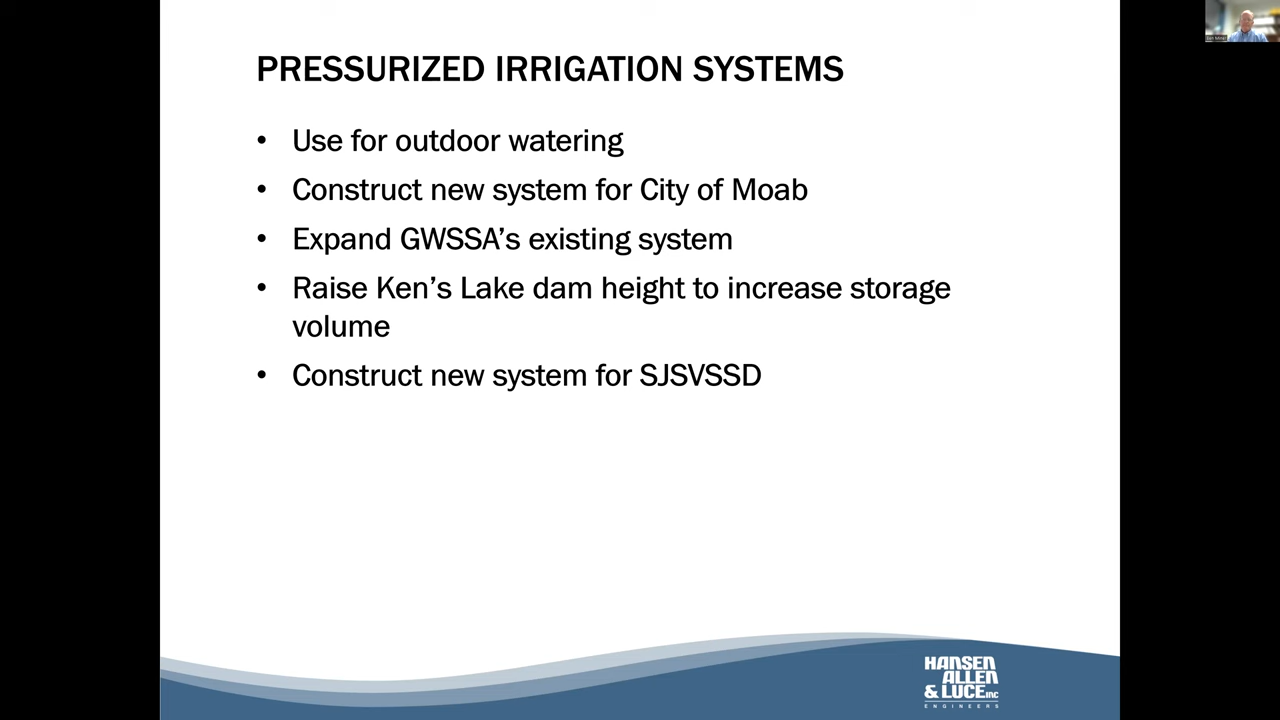 PRESSURIZED IRRIGATION SYSTEMS
• Use for outdoor watering
• Construct new system for City of Moab
• Expand GWSSA's existing system
• Raise Ken's Lake dam height to increase storage
volume
• Construct new system for SJSVSSD
HANSEN
ALLEN
& LUCE INC
ENGINEERS